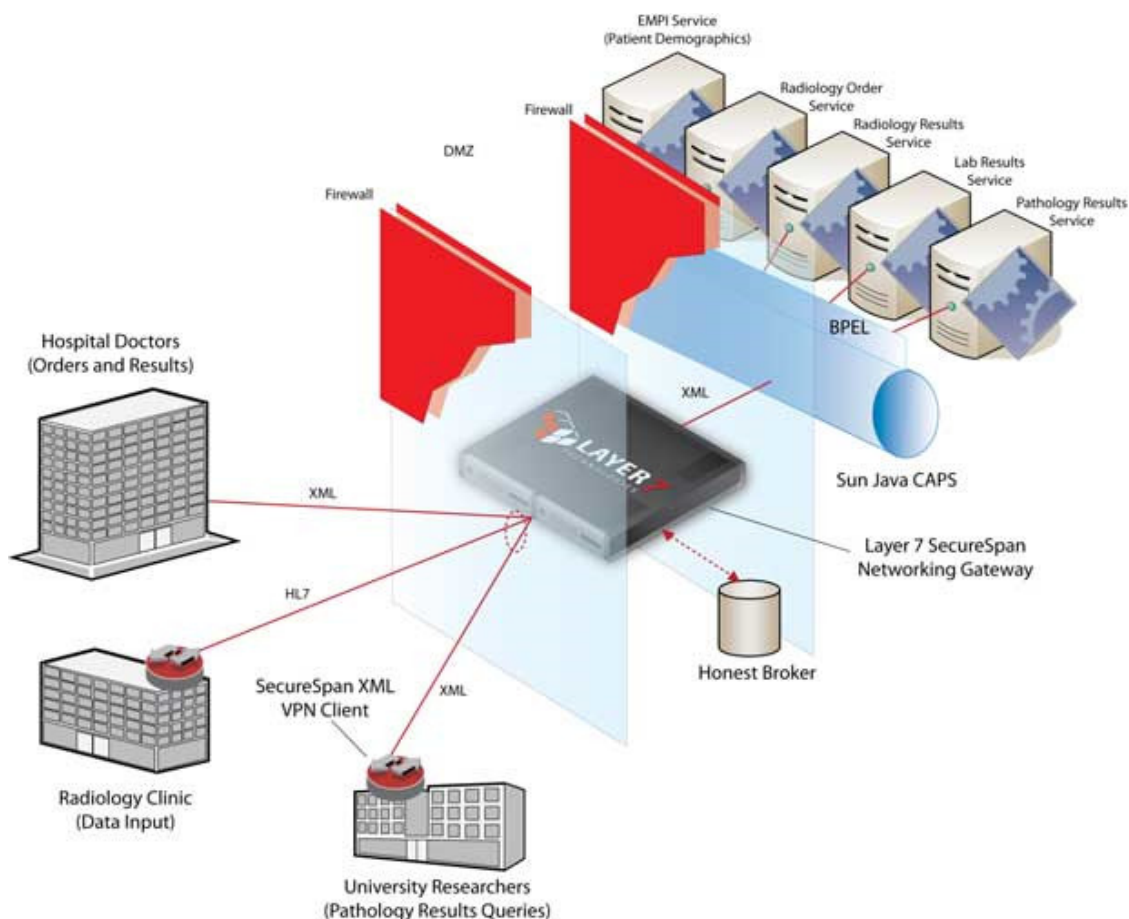 EMPI Service
(Patient Demographics)
Radiology Order
Service
Firewall
Radiology Results
Service
DMZ
Lab Results
Service
Firewall
Pathology Results
Service
BPEL
Hospital Doctors
(Orders and Results)
XML
LAYER 7
Sun Java CAPS
XML
Layer 7 SecureSpan
Networking Gateway
HL7
Honest Broker
SecureSpan XML
VPN Client
XML
Radiology Clinic
(Data Input)
University Researchers
(Pathology Results Queries)